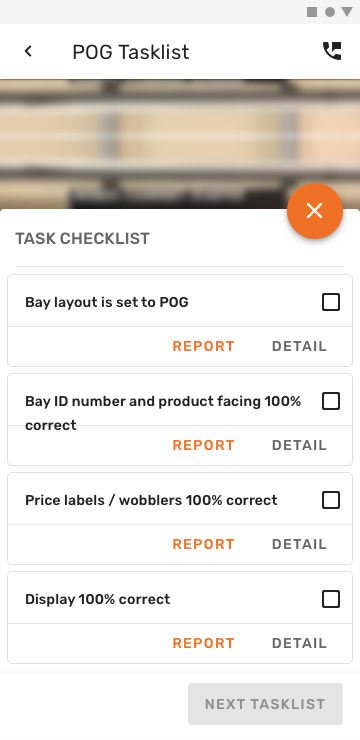 POG Tasklist
TASK CHECKLIST
Bay layout is set to POG
REPORT DETAIL
Bay ID number and product facing 100%
correct
REPORT DETAIL
Price labels / wobblers 100% correct
REPORT DETAIL
Display 100% correct
REPORT DETAIL
NEXT TASKLIST